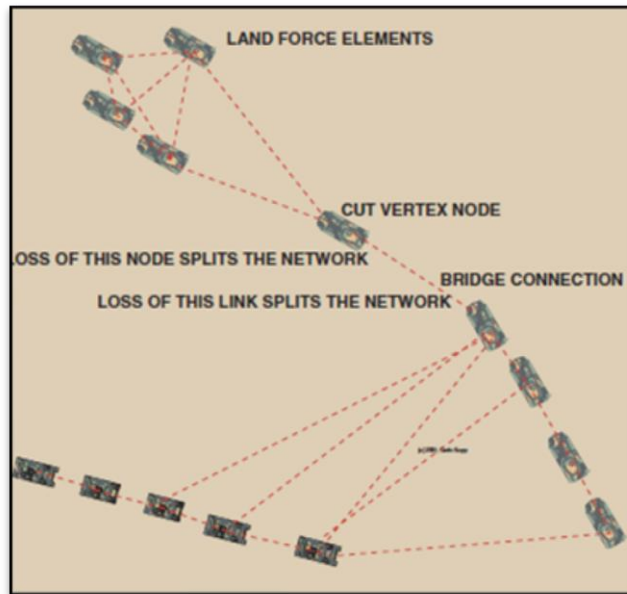 LAND FORCE ELEMENTS
CUT VERTEX NODE
LOSS OF THIS NODE SPLITS THE NETWORK
BRIDGE CONNECTION
LOSS OF THIS LINK SPLITS THE NETWORK